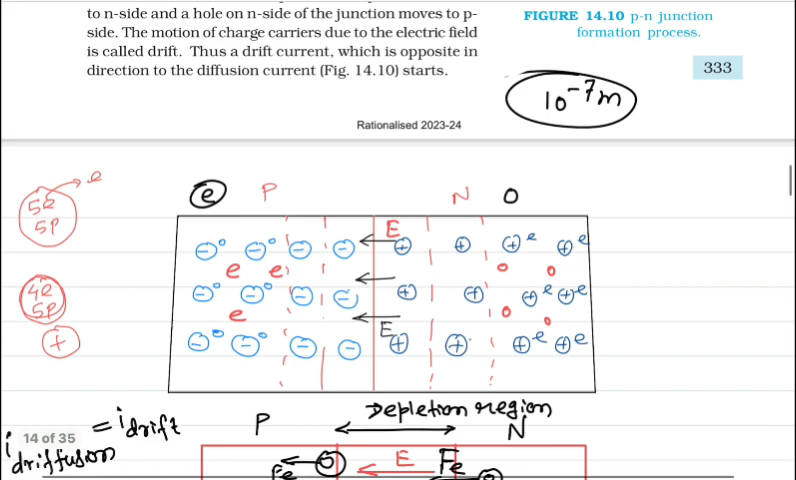 to n-side and a hole on n-side of the junction moves to p-
side. The motion of charge carriers due to the electric field
is called drift. Thus a drift current, which is opposite in
direction to the diffusion current (Fig. 14.10) starts.
FIGURE 14.10 p-n junction
formation process.
333
10⁻⁷m
Rationalised 2023-24
e
5e
5p
4e
5p
+
e P N O
E
- o - o - - + + + e + e
e e o o
- o - o - - + + + e + e
e o o
E
- o - o - - + + + e + e
Depletion region
P N
i driffusion = i drift
14 of 35
E
Fe O Fe